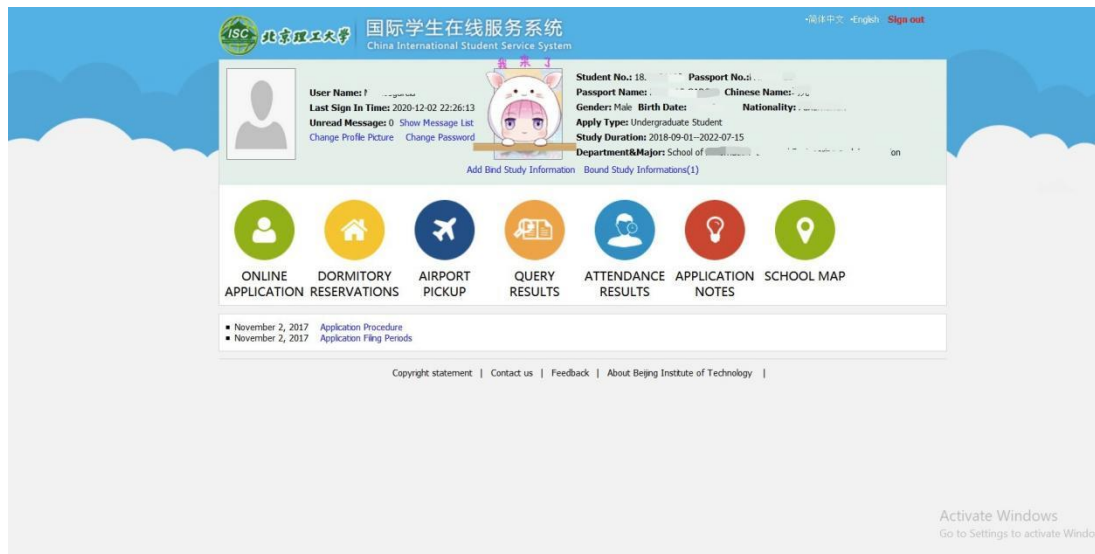 ·简体中文 ·English Sign out
ISC 北京理工大学 国际学生在线服务系统
China International Student Service System
我来了
User Name:
Last Sign In Time: 2020-12-02 22:26:13
Unread Message: 0 Show Message List
Change Profile Picture Change Password
Student No.: 18. Passport No.:
Passport Name: Chinese Name:
Gender: Male Birth Date: Nationality:
Apply Type: Undergraduate Student
Study Duration: 2018-09-01--2022-07-15
Department&Major: School of
Add Bind Study Information Bound Study Informations(1)
ONLINE APPLICATION
DORMITORY RESERVATIONS
AIRPORT PICKUP
QUERY RESULTS
ATTENDANCE RESULTS
APPLICATION NOTES
SCHOOL MAP
November 2, 2017 Application Procedure
November 2, 2017 Application Filing Periods
Copyright statement | Contact us | Feedback | About Beijing Institute of Technology |
Activate Windows
Go to Settings to activate Windo